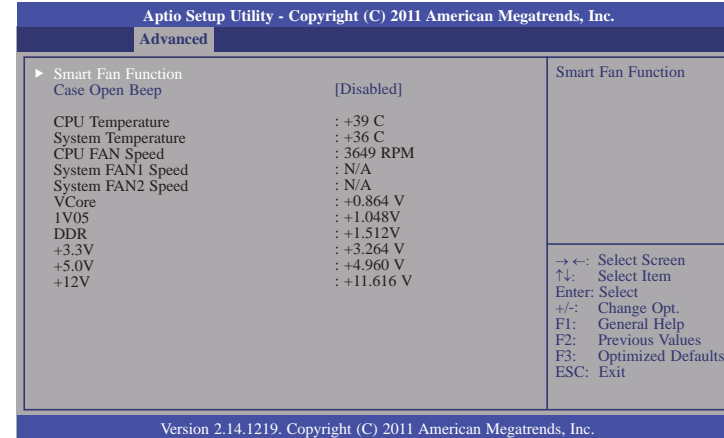 Aptio Setup Utility - Copyright (C) 2011 American Megatrends, Inc.
Advanced
► Smart Fan Function
Case Open Beep [Disabled]
CPU Temperature : +39 C
System Temperature : +36 C
CPU FAN Speed : 3649 RPM
System FAN1 Speed : N/A
System FAN2 Speed : N/A
VCore : +0.864 V
1V05 : +1.048V
DDR : +1.512V
+3.3V : +3.264 V
+5.0V : +4.960 V
+12V : +11.616 V
Smart Fan Function
→ ←: Select Screen
↑↓: Select Item
Enter: Select
+/-: Change Opt.
F1: General Help
F2: Previous Values
F3: Optimized Defaults
ESC: Exit
Version 2.14.1219. Copyright (C) 2011 American Megatrends, Inc.